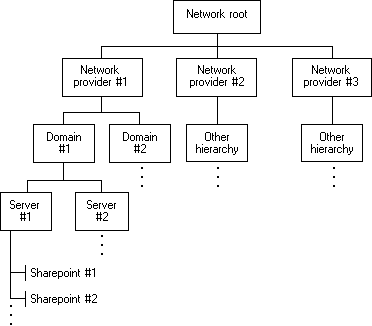 Network root
Network
provider #1
Network
provider #2
Network
provider #3
Domain
#1
Domain
#2
Other
hierarchy
Other
hierarchy
Server
#1
Server
#2
Sharepoint #1
Sharepoint #2